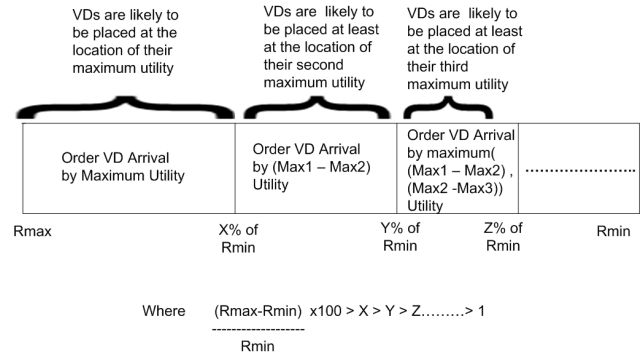 VDs are likely to
be placed at the
location of their
maximum utility
VDs are likely to
be placed at least
at the location of
their second
maximum utility
VDs are likely to
be placed at least
at the location of
their third
maximum utility
Order VD Arrival
by Maximum Utility
Order VD Arrival
by (Max1 – Max2)
Utility
Order VD Arrival
by maximum(
(Max1 – Max2) ,
(Max2 -Max3))
Utility
........................
Rmax
X% of
Rmin
Y% of
Rmin
Z% of
Rmin
Rmin
Where (Rmax-Rmin) x100 > X > Y > Z.........> 1
-------------------
Rmin